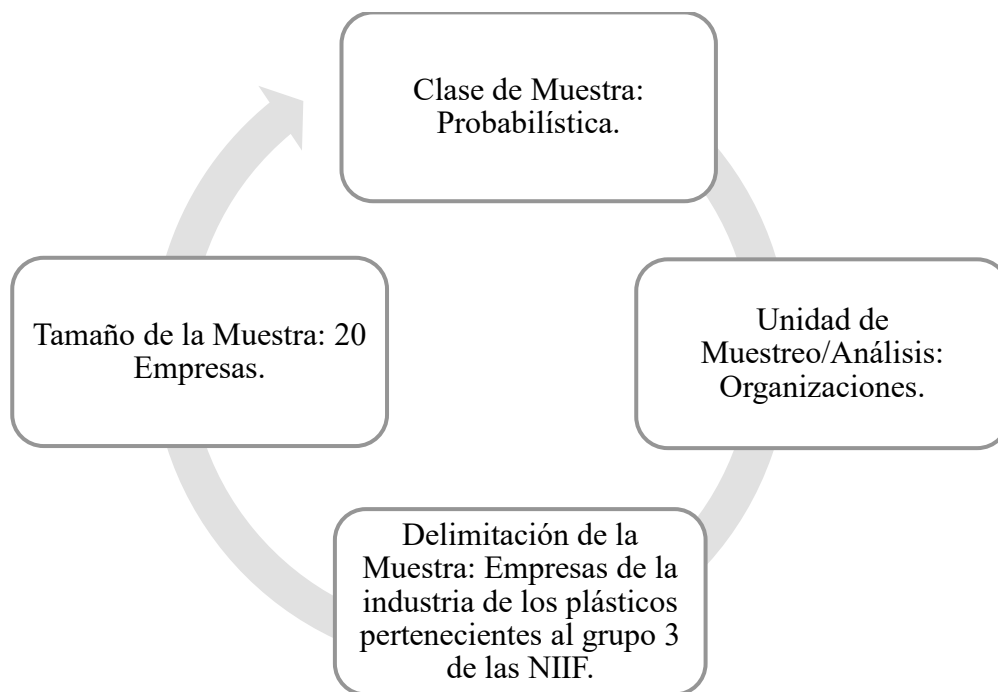 Clase de Muestra:
Probabilística.
Unidad de
Muestreo/Análisis:
Organizaciones.
Delimitación de la
Muestra: Empresas de la
industria de los plásticos
pertenecientes al grupo 3
de las NIIF.
Tamaño de la Muestra: 20
Empresas.